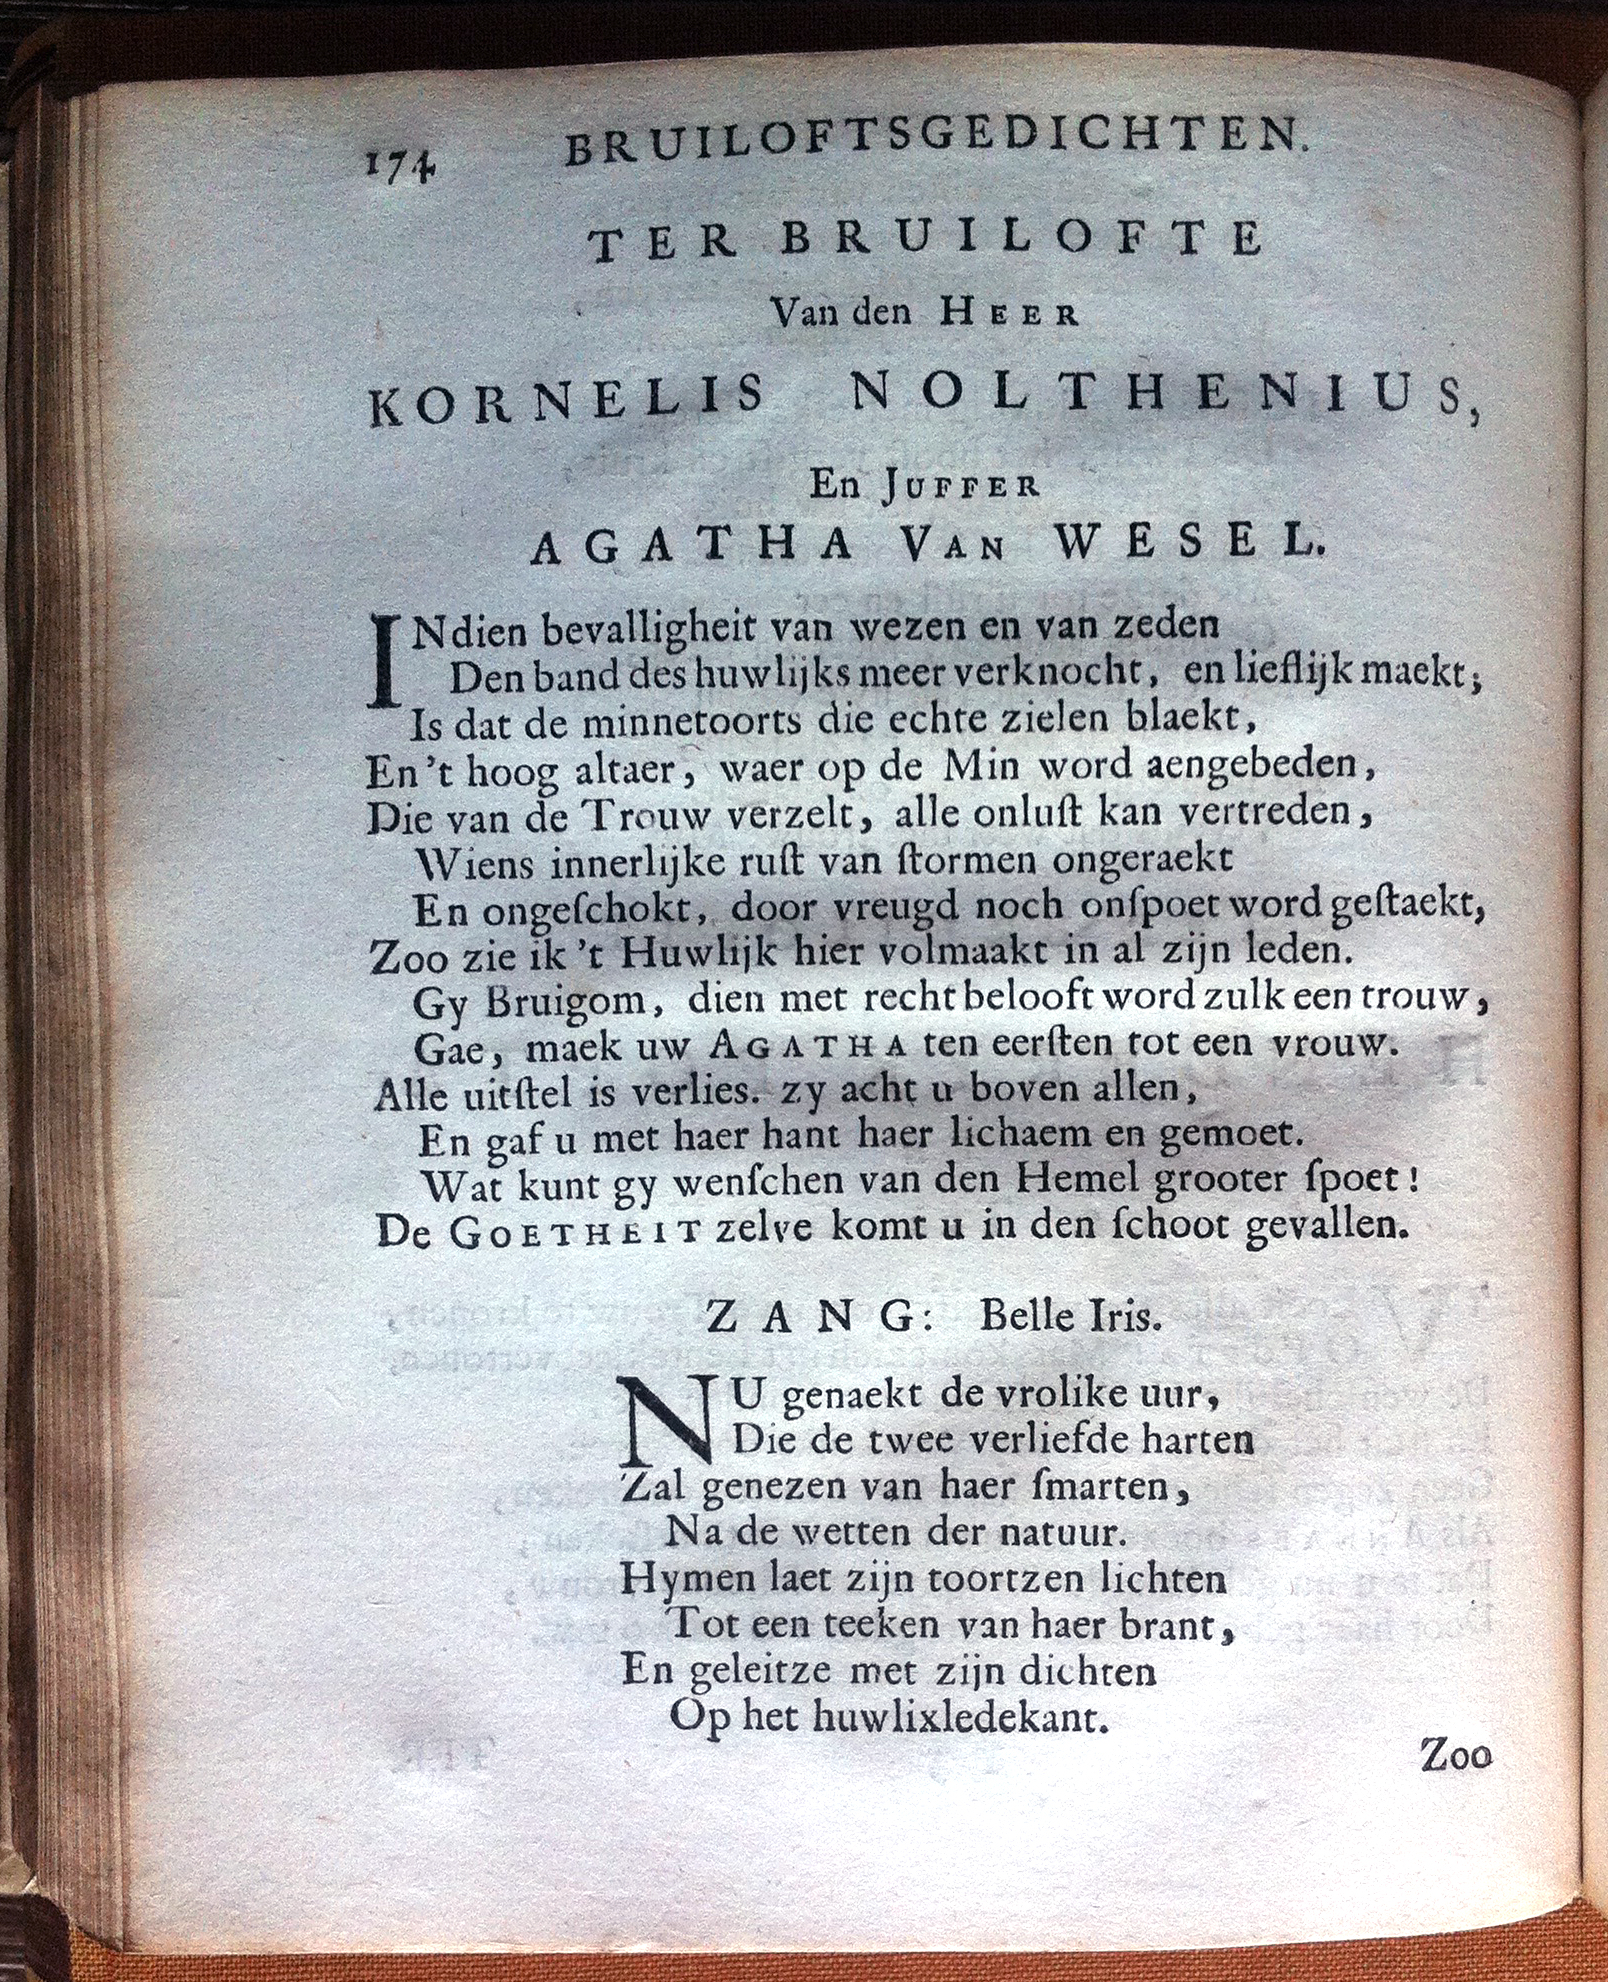 174 BRUILOFTSGEDICHTEN.
TER BRUILOFTE
Van den HEER
KORNELIS NOLTHENIUS,
En JUFFER
AGATHA VAN WESEL.
INdien bevalligheit van wezen en van zeden
Den band des huwlijks meer verknocht, en lieflijk maekt;
Is dat de minnetoorts die echte zielen blaekt,
En 't hoog altaer, waer op de Min word aengebeden,
Die van de Trouw verzelt, alle onluſt kan vertreden,
Wiens innerlijke ruſt van ſtormen ongeraekt
En ongeſchokt, door vreugd noch onſpoet word geſtaekt,
Zoo zie ik 't Huwlijk hier volmaakt in al zijn leden.
Gy Bruigom, dien met recht belooft word zulk een trouw,
Gae, maek uw AGATHA ten eerſten tot een vrouw.
Alle uitſtel is verlies. zy acht u boven allen,
En gaf u met haer hant haer lichaem en gemoet.
Wat kunt gy wenſchen van den Hemel grooter ſpoet!
De GOETHEIT zelve komt u in den ſchoot gevallen.
ZANG: Belle Iris.
NU genaekt de vrolike uur,
Die de twee verliefde harten
Zal genezen van haer ſmarten,
Na de wetten der natuur.
Hymen laet zijn toortzen lichten
Tot een teeken van haer brant,
En geleitze met zijn dichten
Op het huwlixledekant.
Zoo